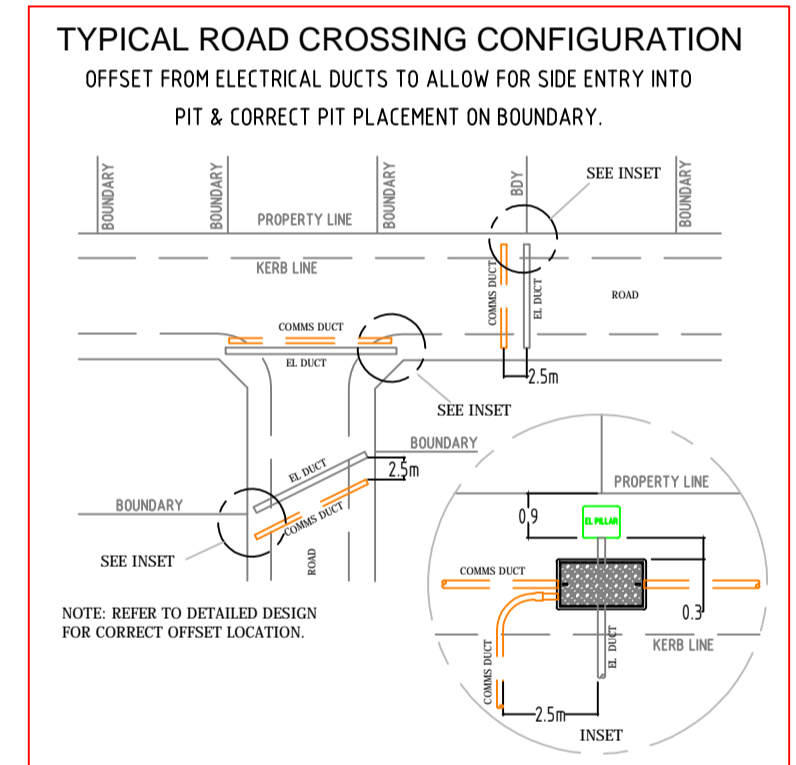 TYPICAL ROAD CROSSING CONFIGURATION
OFFSET FROM ELECTRICAL DUCTS TO ALLOW FOR SIDE ENTRY INTO
PIT & CORRECT PIT PLACEMENT ON BOUNDARY.
BOUNDARY
BOUNDARY
BOUNDARY
BDY
SEE INSET
BOUNDARY
PROPERTY LINE
KERB LINE
COMMS DUCT
EL DUCT
ROAD
COMMS DUCT
EL DUCT
2.5m
SEE INSET
BOUNDARY
EL DUCT
2.5m
BOUNDARY
COMMS DUCT
SEE INSET
ROAD
NOTE: REFER TO DETAILED DESIGN
FOR CORRECT OFFSET LOCATION.
PROPERTY LINE
0.9
EL PILLAR
COMMS DUCT
0.3
KERB LINE
EL DUCT
COMMS DUCT
2.5m
INSET